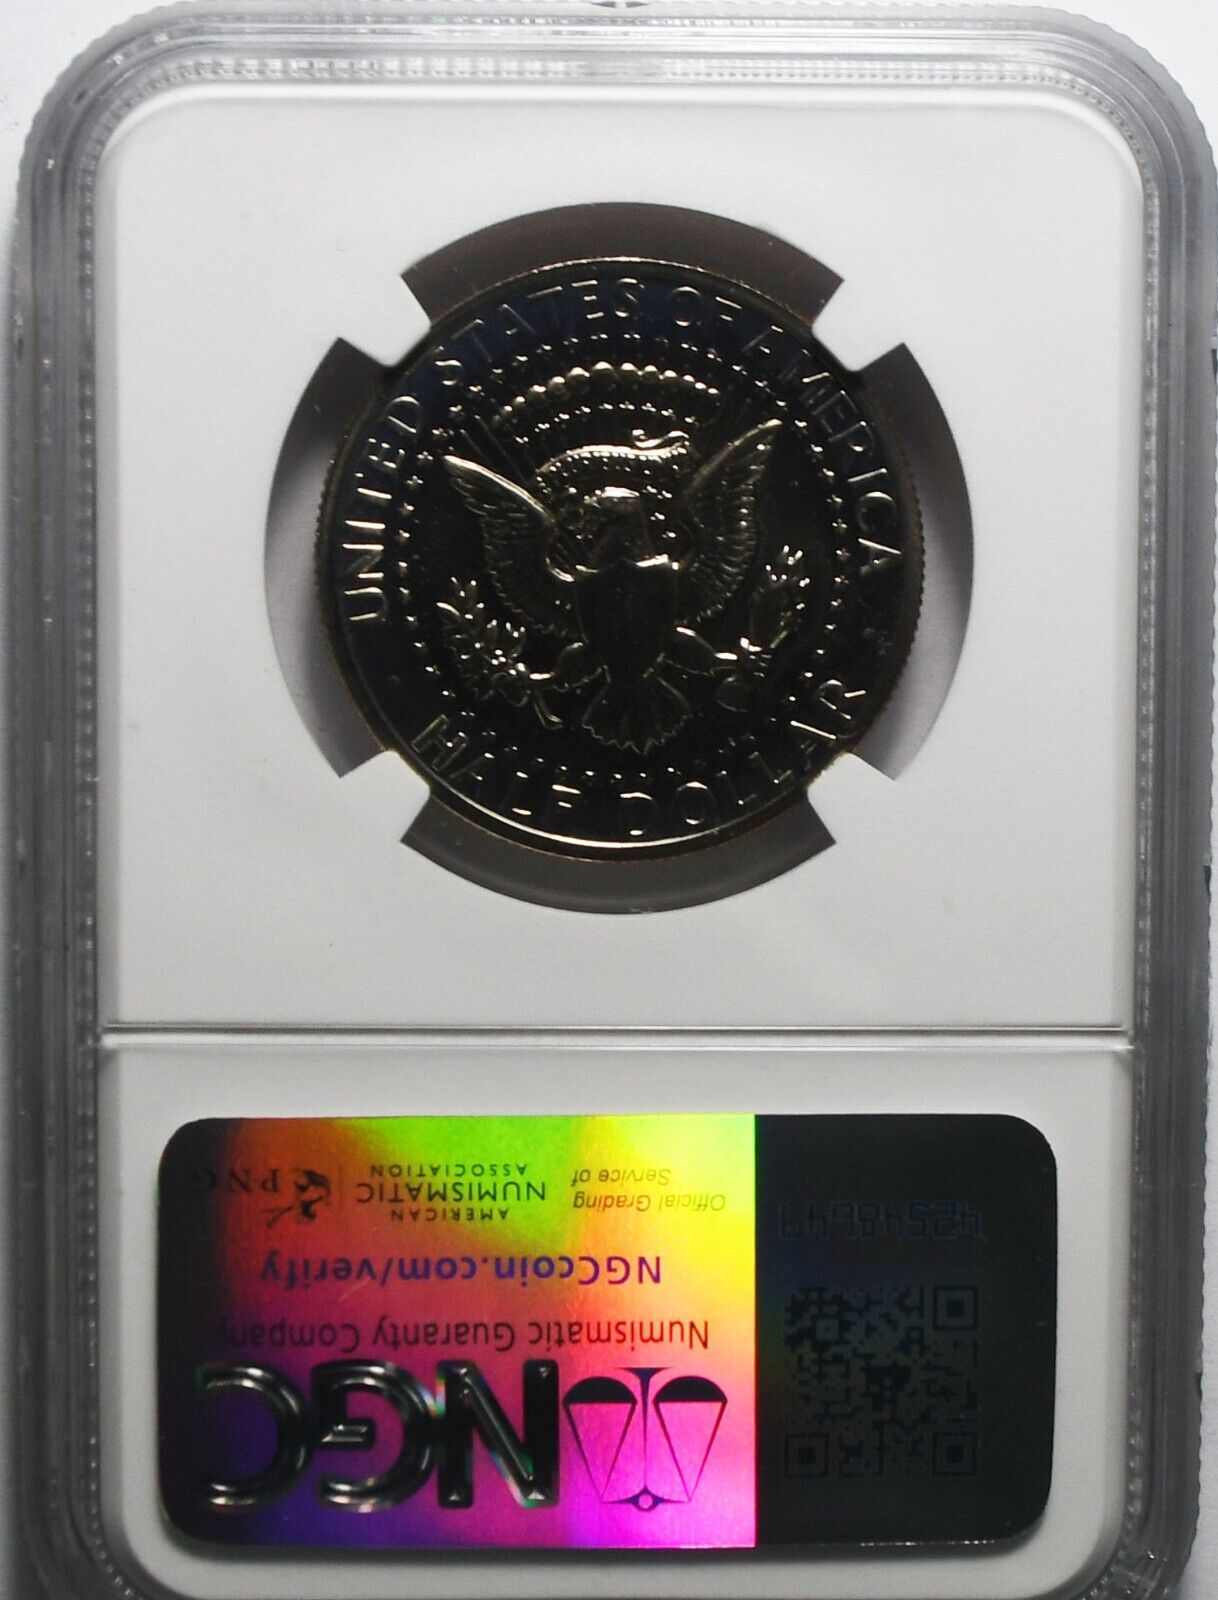 UNITED STATES OF AMERICA
HALF DOLLAR
NGC
Numismatic Guaranty Company
NGCcoin.com/verify
Official Grading
Service of
AMERICAN
NUMISMATIC
ASSOCIATION
PNG